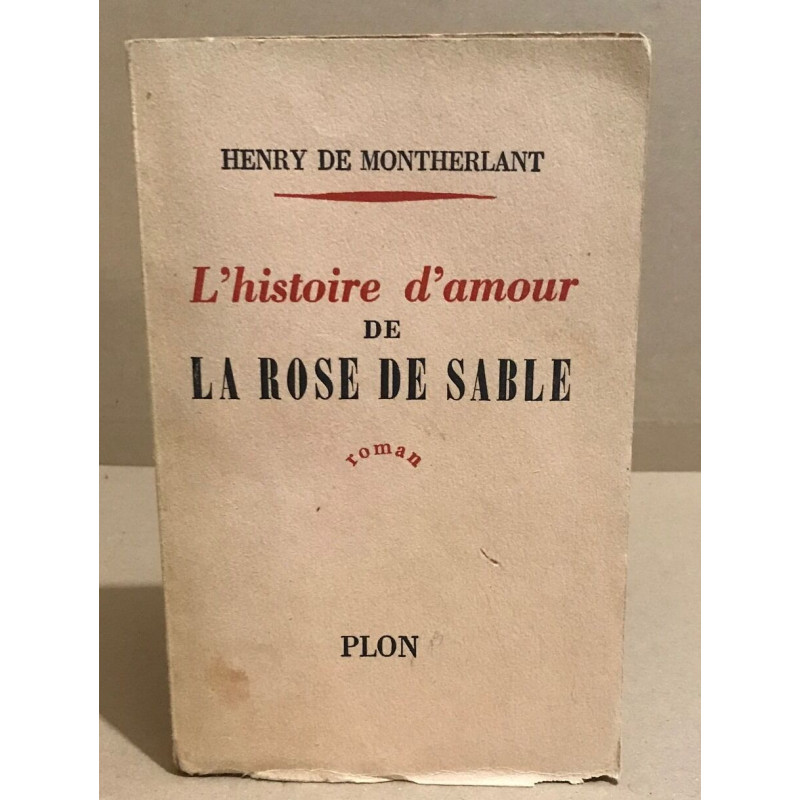 HENRY DE MONTHERLANT
L'histoire d'amour
DE
LA ROSE DE SABLE
roman
PLON